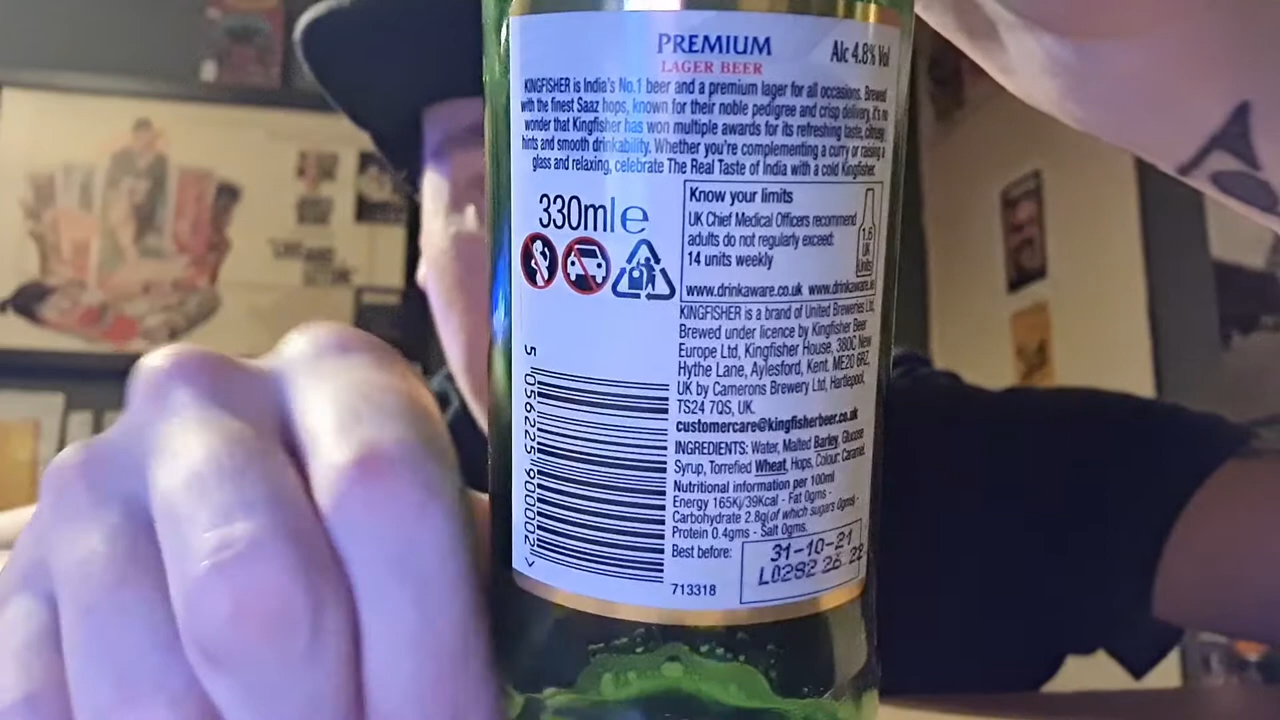 PREMIUM
LAGER BEER
Alc 4.8% Vol
KINGFISHER is India's No.1 beer and a premium lager for all occasions. Brewed
with the finest Saaz hops, known for their noble pedigree and crisp delivery, it's no
wonder that Kingfisher has won multiple awards for its refreshing taste, citrusy
hints and smooth drinkability. Whether you're complementing a curry or raising a
glass and relaxing, celebrate The Real Taste of India with a cold Kingfisher.
330ml e
Know your limits
UK Chief Medical Officers recommend
adults do not regularly exceed:
14 units weekly
1.6
UK
Units
www.drinkaware.co.uk www.drinkaware.ie
KINGFISHER is a brand of United Breweries Ltd,
Brewed under licence by Kingfisher Beer
Europe Ltd, Kingfisher House, 380C New
Hythe Lane, Aylesford, Kent. ME20 6RZ,
UK by Camerons Brewery Ltd, Hartlepool,
TS24 7QS, UK.
customercare@kingfisherbeer.co.uk
INGREDIENTS: Water, Malted Barley, Glucose
Syrup, Torrefied Wheat, Hops, Colour: Caramel.
Nutritional information per 100ml
Energy 165Kj/39Kcal - Fat 0gms -
Carbohydrate 2.8g(of which sugars 0gms) -
Protein 0.4gms - Salt 0gms.
Best before:
31-10-21
L0282 26 22
713318
5 056225 900002 >